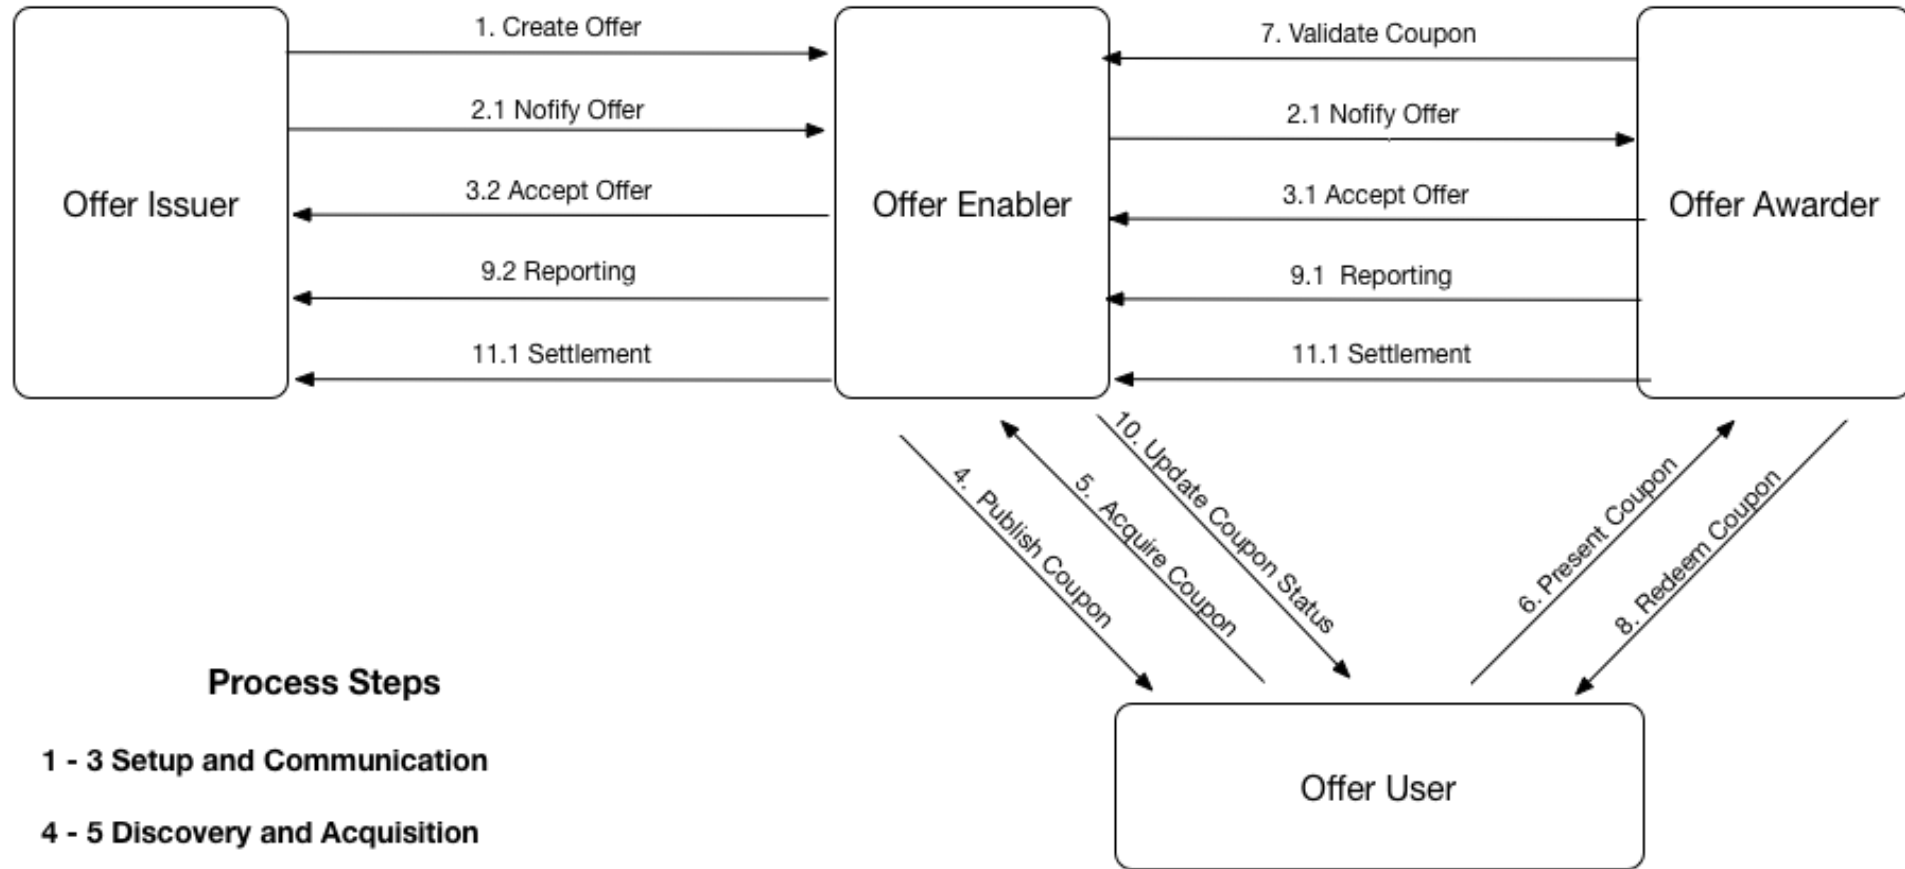 1. Create Offer
7. Validate Coupon
2.1 Nofify Offer
2.1 Nofify Offer
Offer Issuer
3.2 Accept Offer
Offer Enabler
3.1 Accept Offer
Offer Awarder
9.2 Reporting
9.1 Reporting
11.1 Settlement
11.1 Settlement
4. Publish Coupon
5. Acquire Coupon
10. Update Coupon Status
6. Present Coupon
8. Redeem Coupon
Process Steps
1 - 3 Setup and Communication
Offer User
4 - 5 Discovery and Acquisition